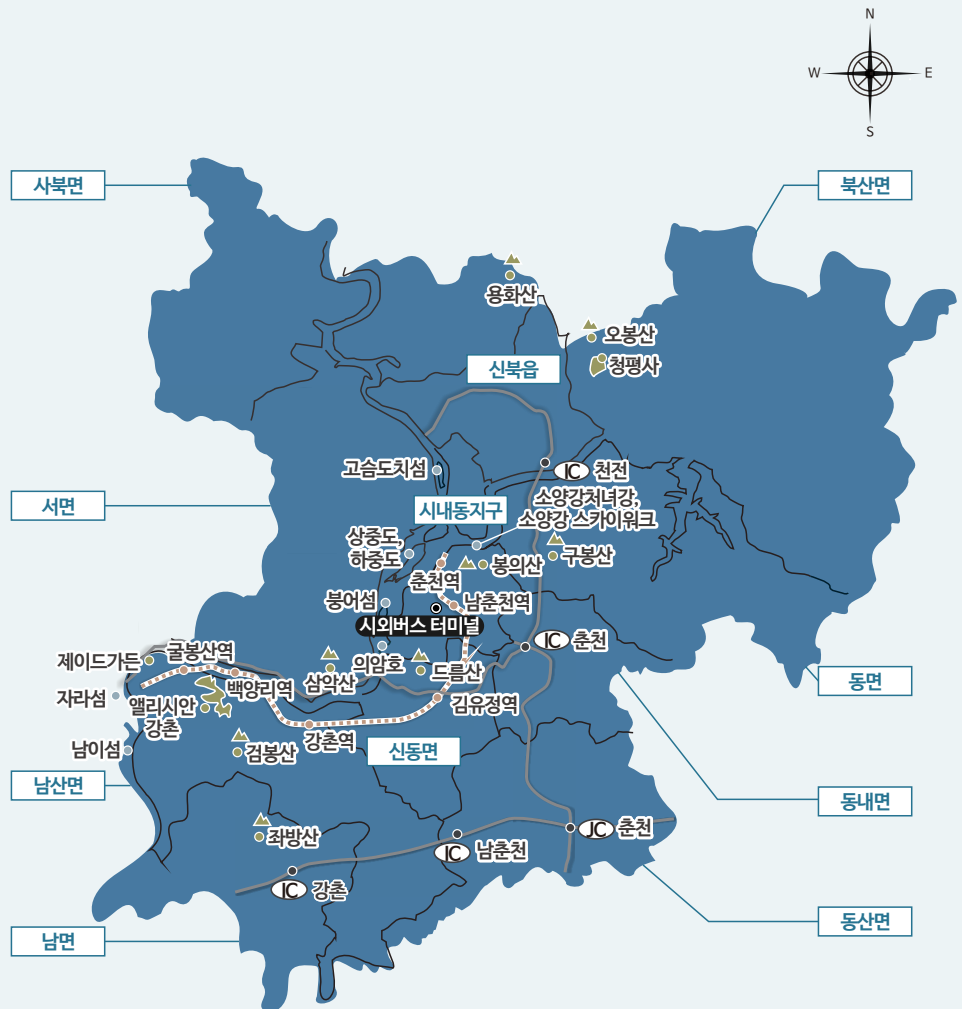 N
W
E
S
사북면
북산면
용화산
오봉산
청평사
신북읍
고슴도치섬
IC 천전
서면
시내동지구
소양강처녀강,
소양강 스카이워크
상중도,
하중도
구봉산
봉의산
춘천역
붕어섬
남춘천역
시외버스 터미널
IC 춘천
제이드가든
굴봉산역
의암호
드름산
삼악산
백양리역
동면
자라섬
앨리시안
강촌
김유정역
강촌역
남이섬
검봉산
신동면
남산면
동내면
좌방산
JC 춘천
IC 남춘천
IC 강촌
동산면
남면